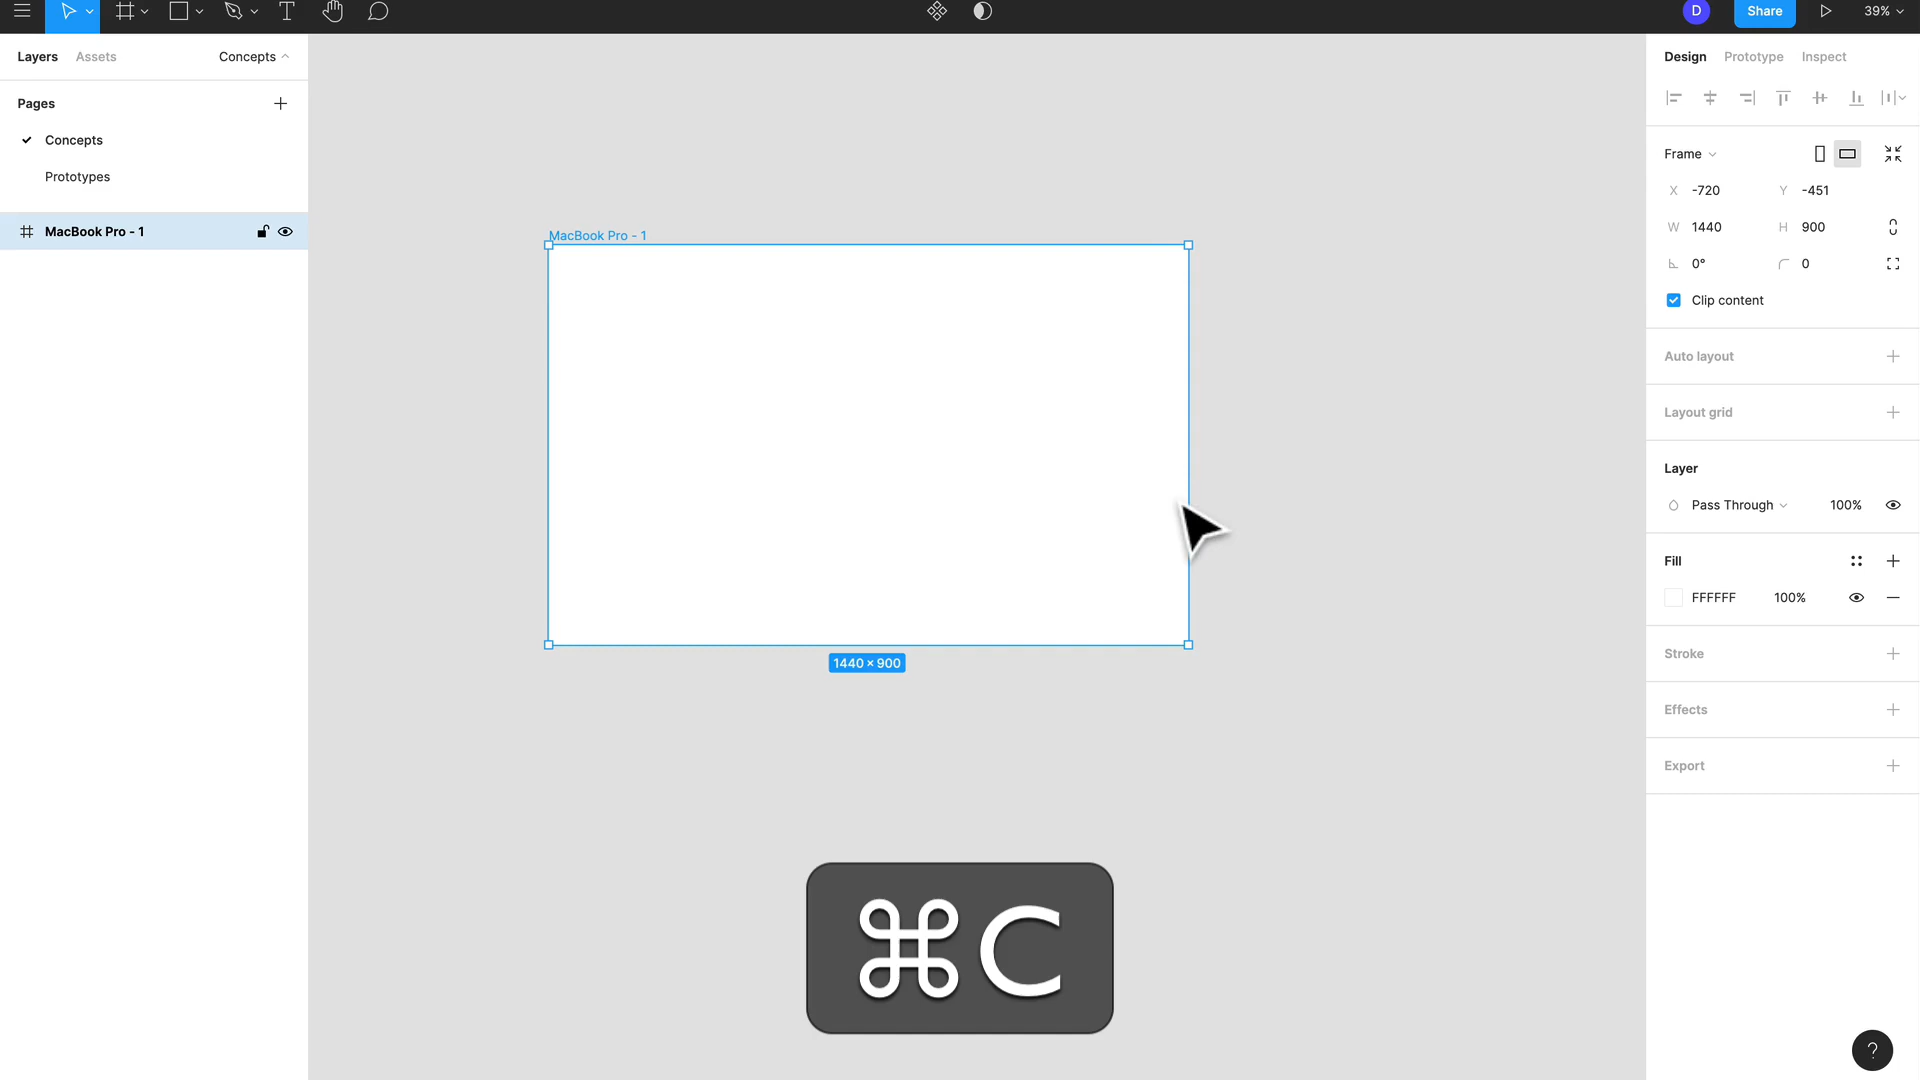 D
Share
39%
Layers
Assets
Concepts
Design
Prototype
Inspect
Pages
Concepts
Prototypes
MacBook Pro - 1
MacBook Pro - 1
1440 × 900
Frame
X -720
Y -451
W 1440
H 900
0°
0
Clip content
Auto layout
Layout grid
Layer
Pass Through
100%
Fill
FFFFFF
100%
Stroke
Effects
Export
⌘C
?